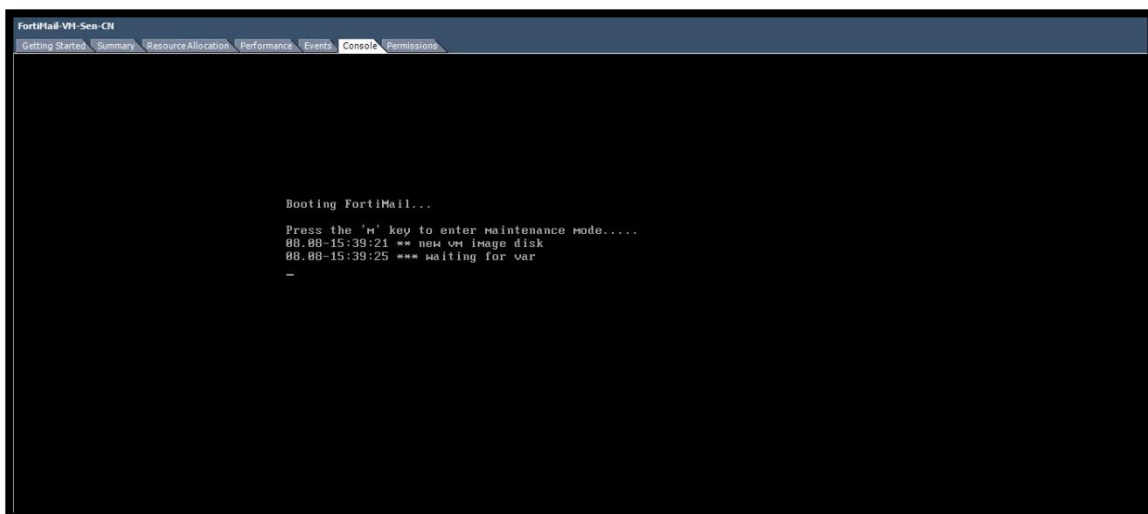 FortiMail-VM-Sen-CN
Getting Started Summary Resource Allocation Performance Events Console Permissions
Booting FortiMail...
Press the 'M' key to enter maintenance mode.....
08.08-15:39:21 ** new vm image disk
08.08-15:39:25 *** waiting for var
_